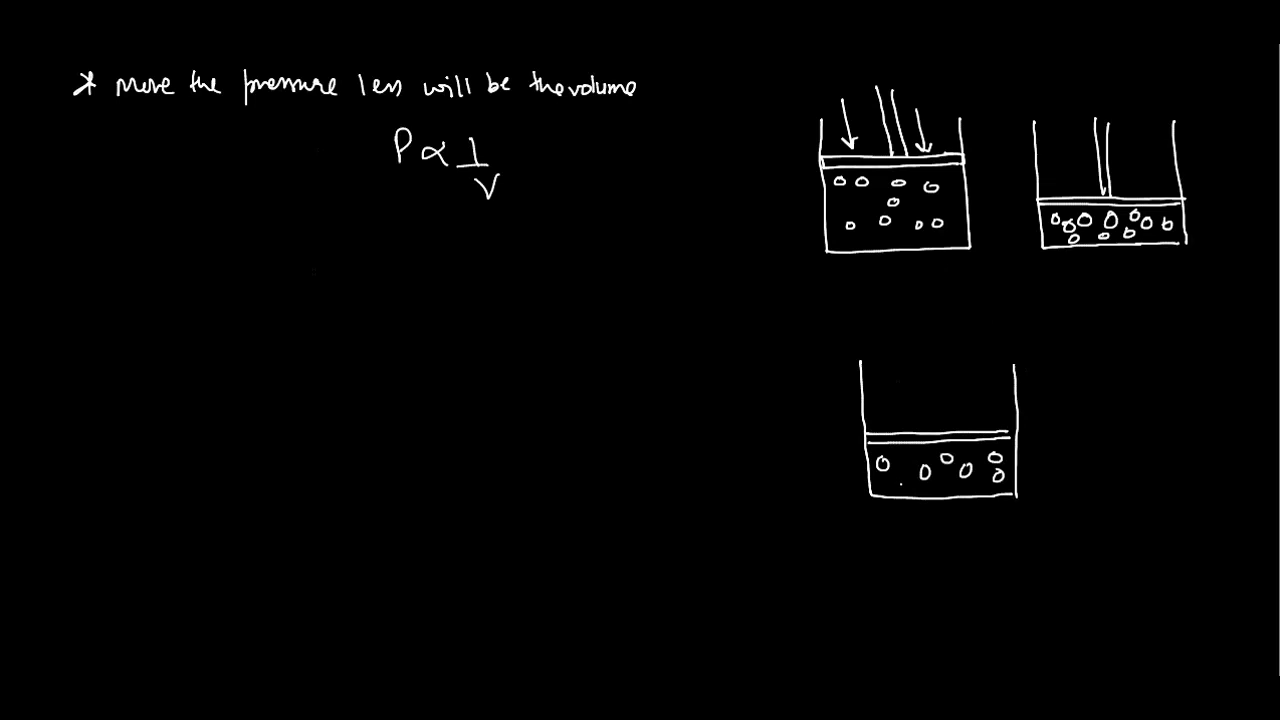 * More the pressure less will be the volume
P ∝ 1/V